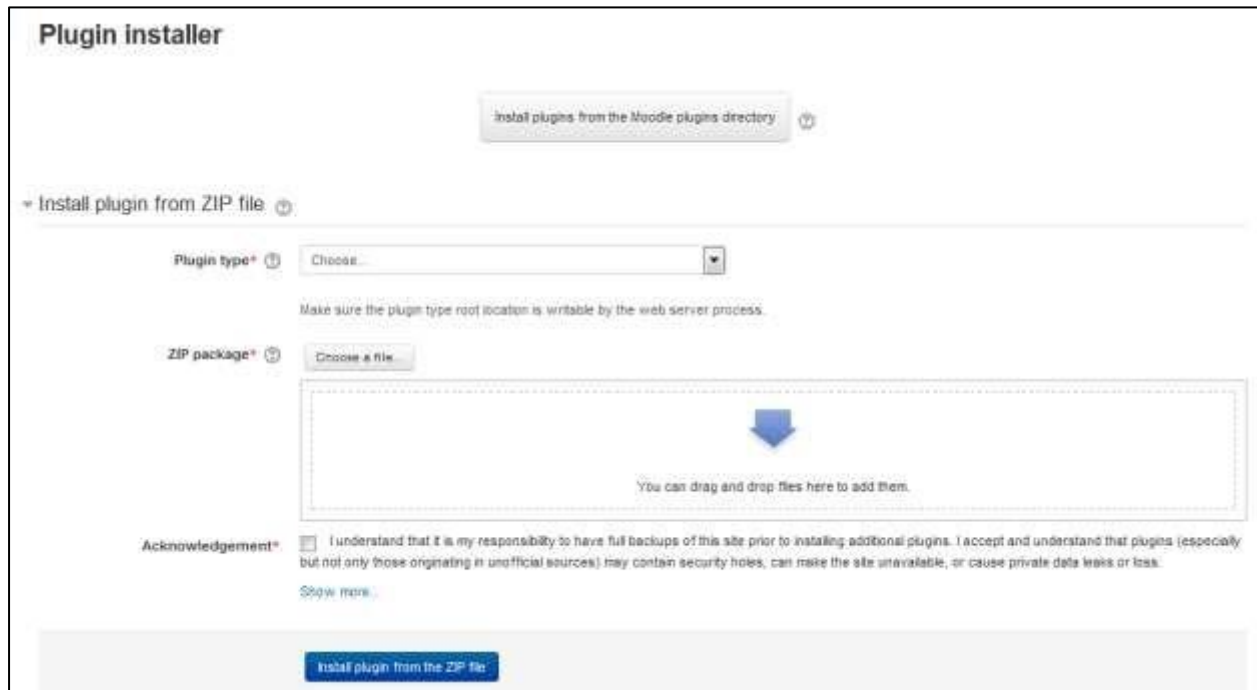 Plugin installer
Install plugins from the Moodle plugins directory
Install plugin from ZIP file
Plugin type*
Choose...
Make sure the plugin type root location is writable by the web server process.
ZIP package*
Choose a file...
You can drag and drop files here to add them.
Acknowledgement*
I understand that it is my responsibility to have full backups of this site prior to installing additional plugins. I accept and understand that plugins (especially
but not only those originating in unofficial sources) may contain security holes, can make the site unavailable, or cause private data leaks or loss.
Show more...
Install plugin from the ZIP file